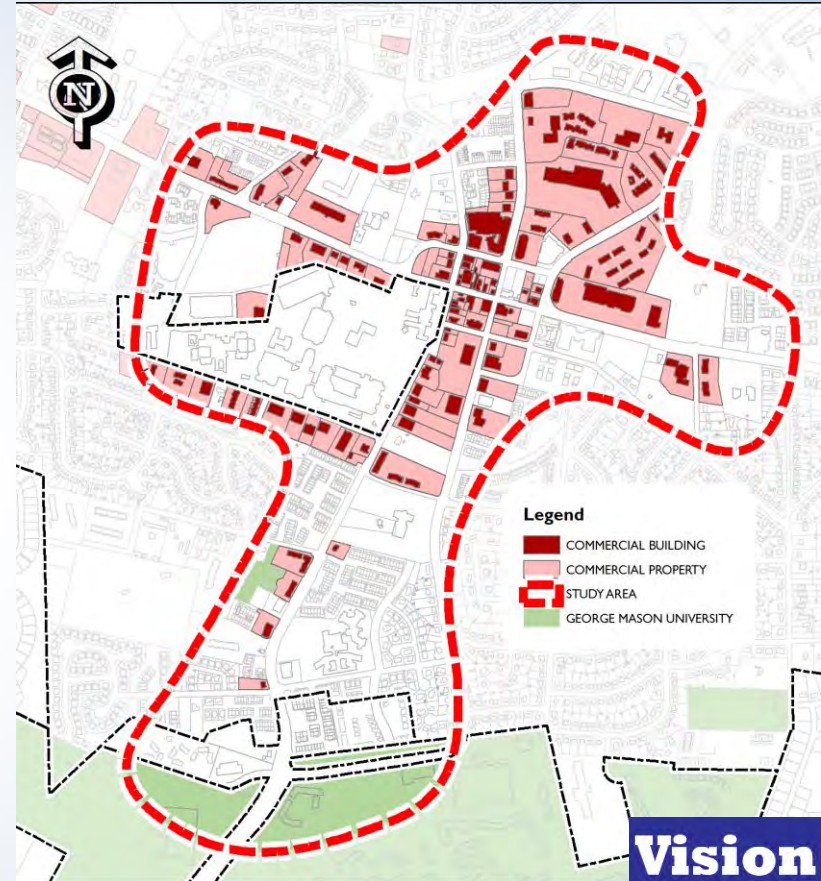 N
Legend
COMMERCIAL BUILDING
COMMERCIAL PROPERTY
STUDY AREA
GEORGE MASON UNIVERSITY
Vision